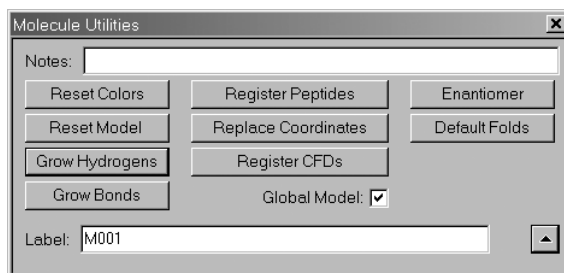 Molecule Utilities
Notes:
Reset Colors Register Peptides Enantiomer
Reset Model Replace Coordinates Default Folds
Grow Hydrogens Register CFDs
Grow Bonds Global Model:
Label: M001